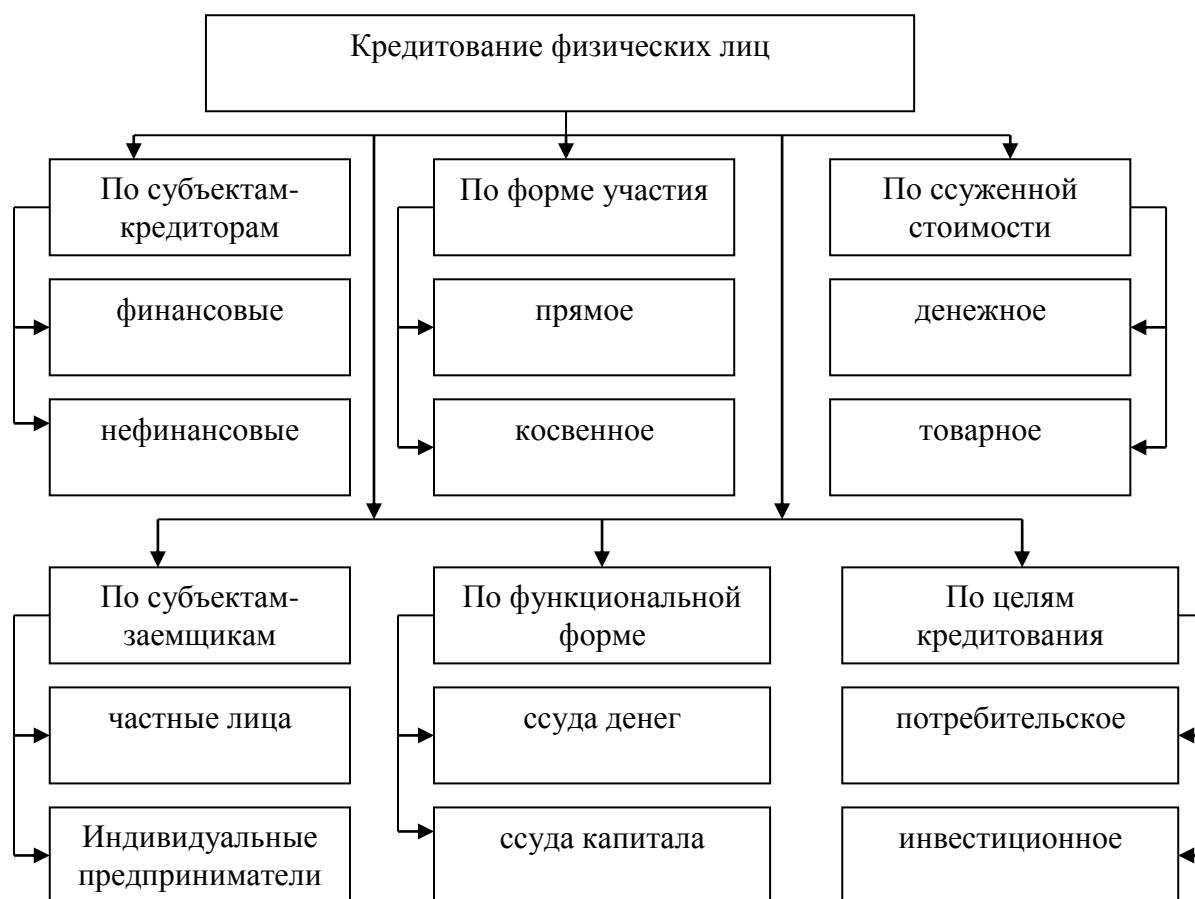 Кредитование физических лиц
По субъектам-
кредиторам
По форме участия
По ссуженной
стоимости
финансовые
прямое
денежное
нефинансовые
косвенное
товарное
По субъектам-
заемщикам
По функциональной
форме
По целям
кредитования
частные лица
ссуда денег
потребительское
Индивидуальные
предприниматели
ссуда капитала
инвестиционное